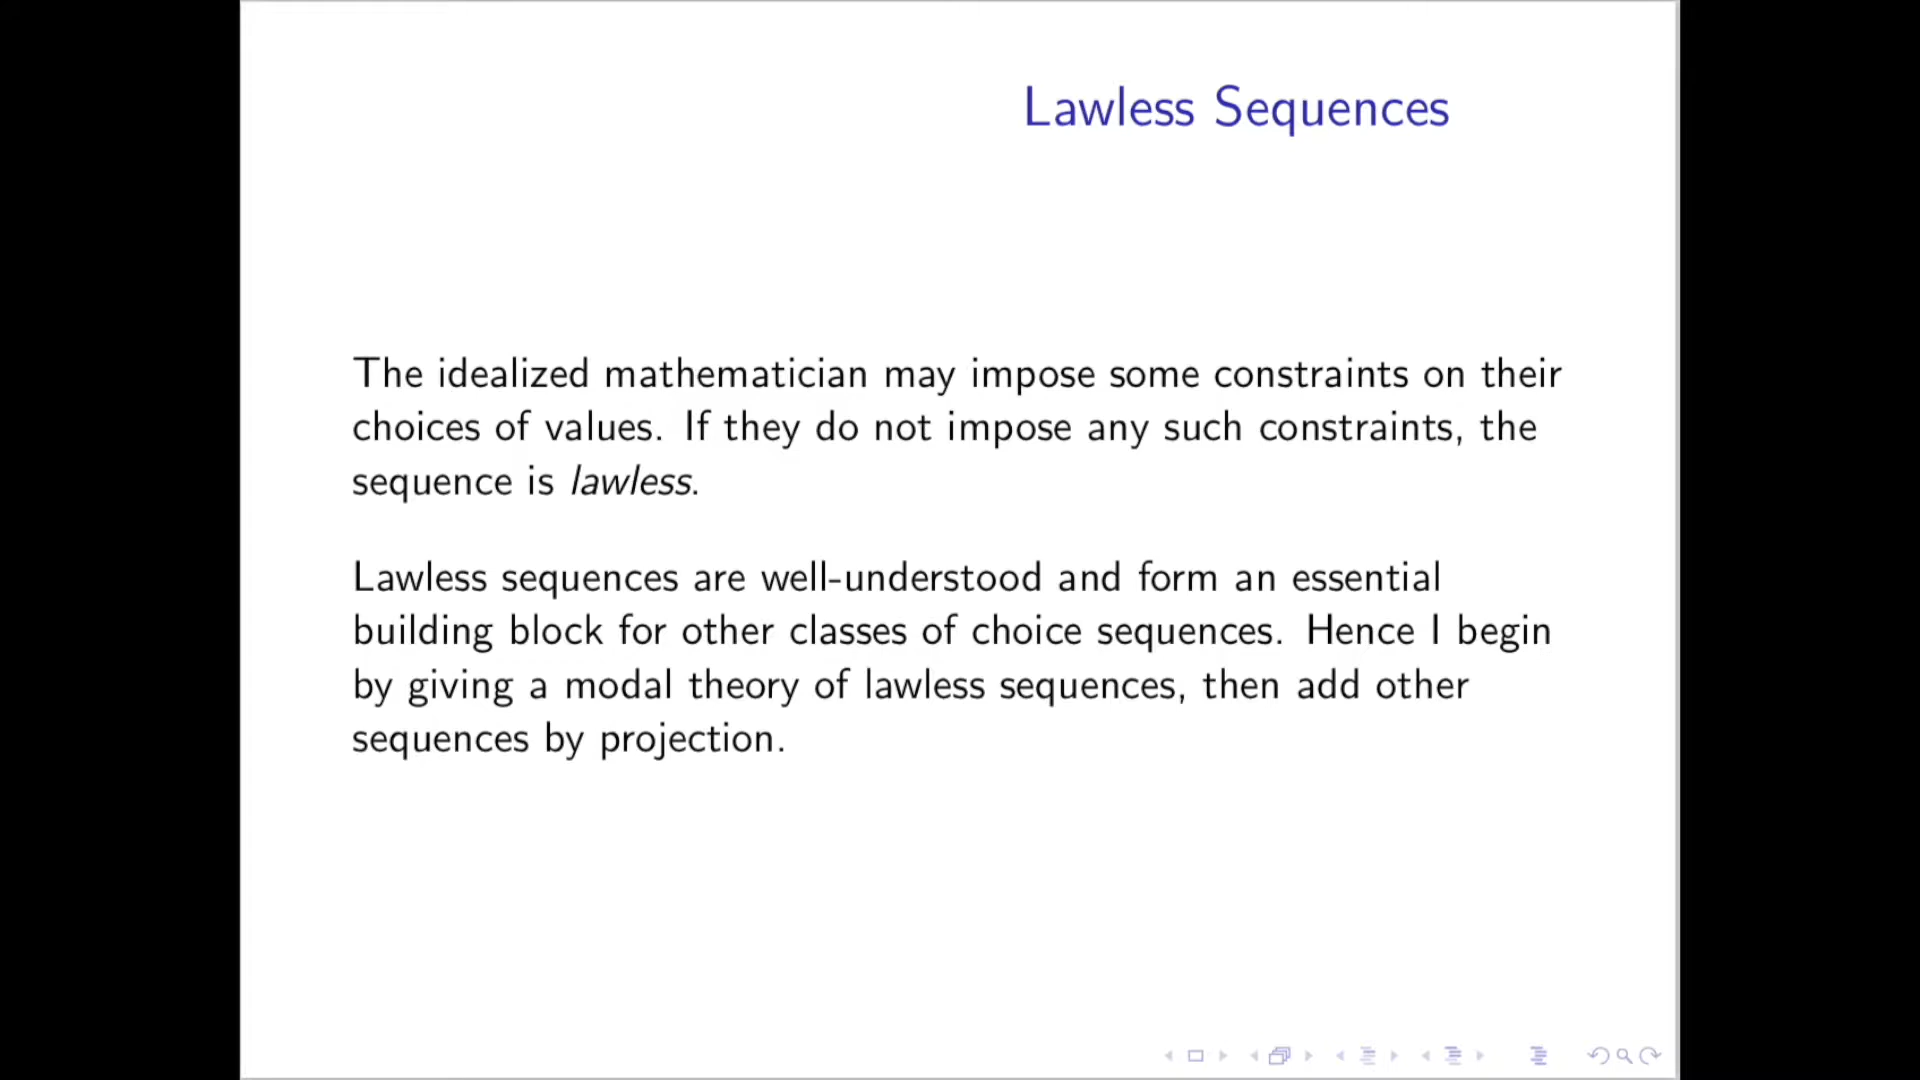 Lawless Sequences
The idealized mathematician may impose some constraints on their
choices of values. If they do not impose any such constraints, the
sequence is lawless.
Lawless sequences are well-understood and form an essential
building block for other classes of choice sequences. Hence I begin
by giving a modal theory of lawless sequences, then add other
sequences by projection.